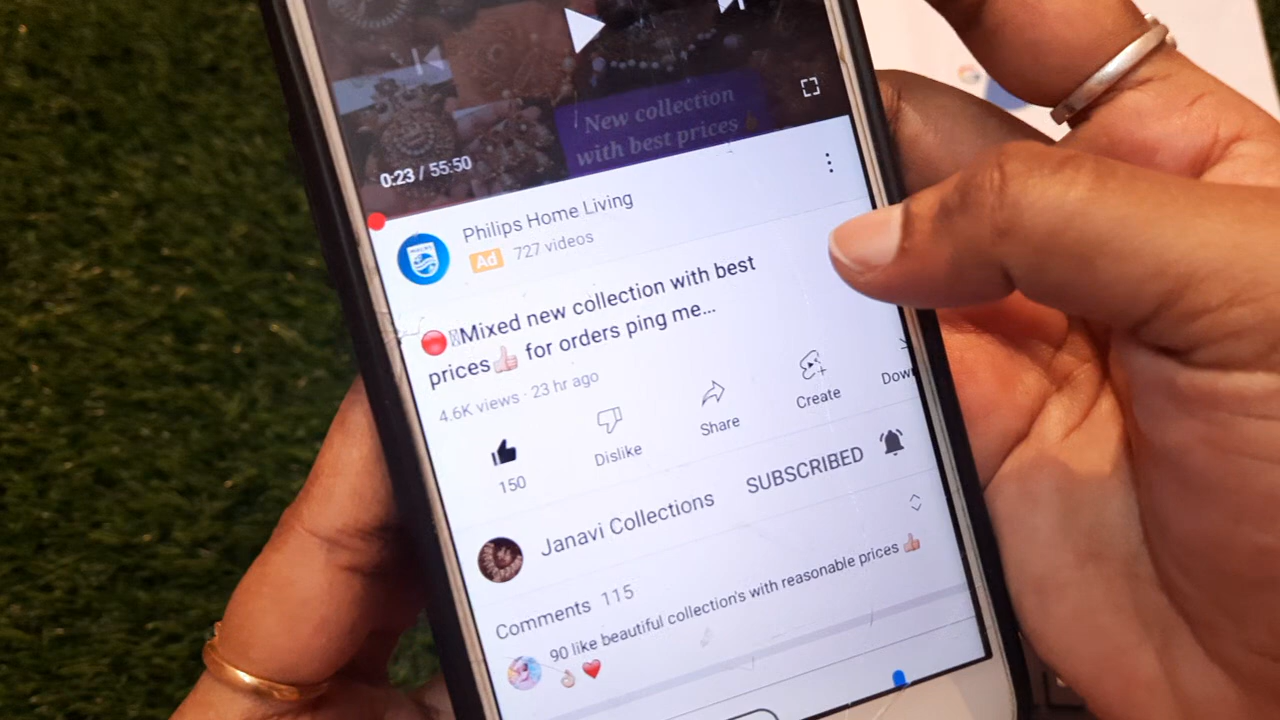 New collection
with best prices👌
0:23 / 55:50
Philips Home Living
Ad 727 videos
🔴Mixed new collection with best
prices👍🏻 for orders ping me...
4.6K views · 23 hr ago
150
Dislike
Share
Create
Down
Janavi Collections
SUBSCRIBED
Comments 115
90 like beautiful collection's with reasonable prices 👍🏻
👌🏻❤️